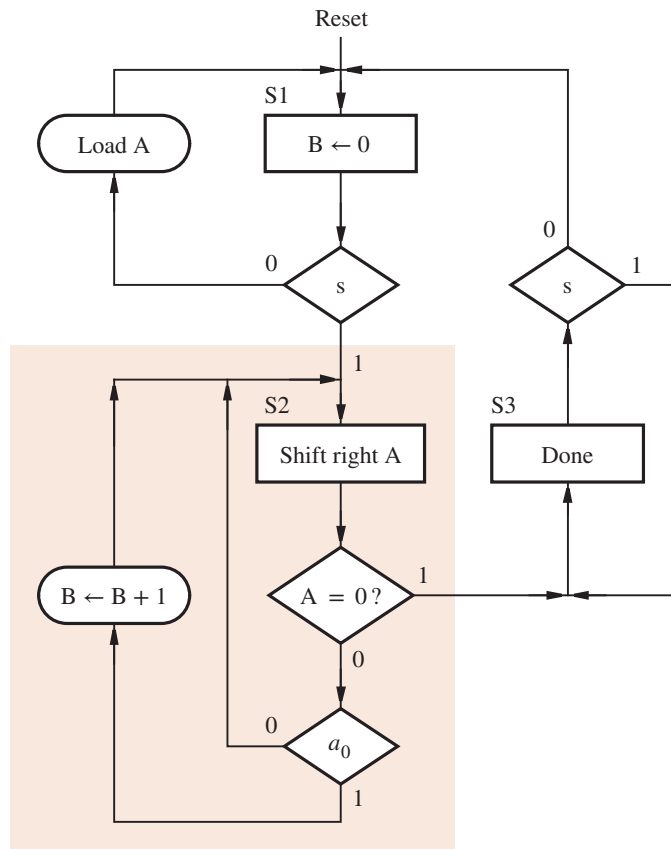 Reset
S1
Load A
B ← 0
0
1
0
s
s
1
S2
S3
Shift right A
Done
1
B ← B + 1
A = 0 ?
0
0
a0
1